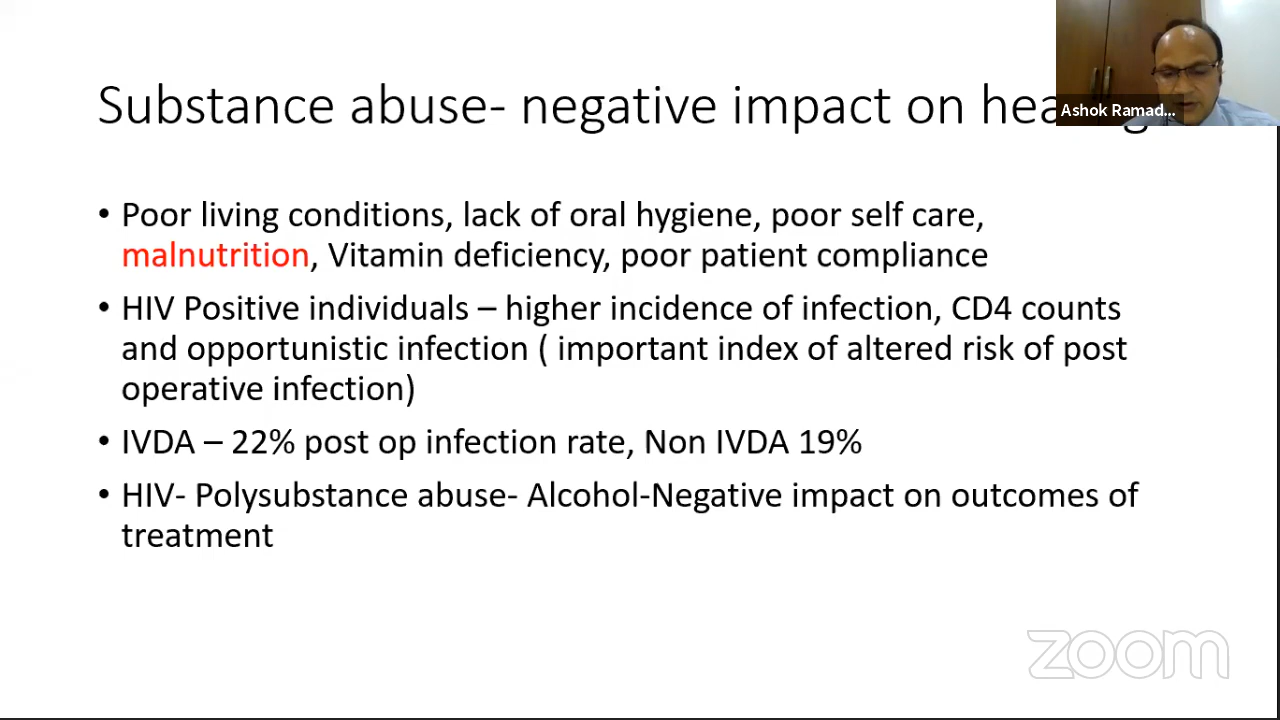 Substance abuse- negative impact on
Ashok Ramad...
• Poor living conditions, lack of oral hygiene, poor self care,
malnutrition, Vitamin deficiency, poor patient compliance
• HIV Positive individuals – higher incidence of infection, CD4 counts
and opportunistic infection ( important index of altered risk of post
operative infection)
• IVDA – 22% post op infection rate, Non IVDA 19%
• HIV- Polysubstance abuse- Alcohol-Negative impact on outcomes of
treatment
zoom